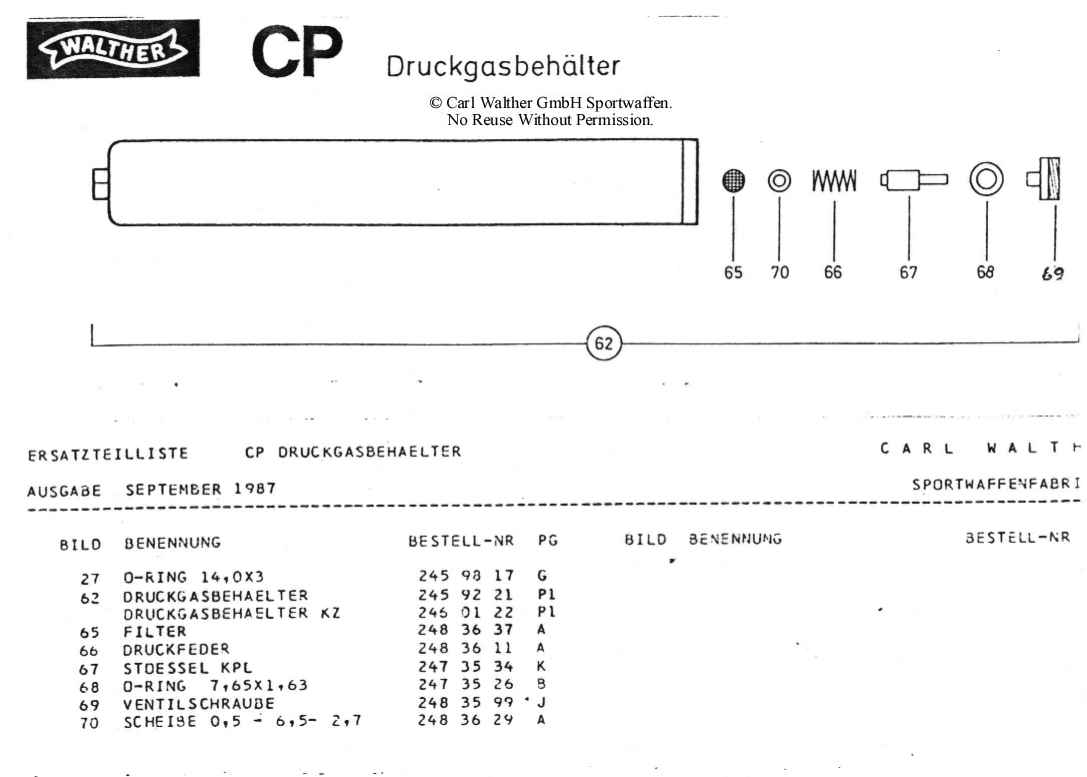 WALTHER CP Druckgasbehälter
© Carl Walther GmbH Sportwaffen.
No Reuse Without Permission.
65 70 66 67 68 69
62
ERSATZTEILLISTE CP DRUCKGASBEHAELTER CARL WALTH
AUSGABE SEPTEMBER 1987 SPORTWAFFENFABRI
BILD BENENNUNG BESTELL-NR PG BILD BENENNUNG BESTELL-NR
27 O-RING 14,0X3 245 98 17 G
62 DRUCKGASBEHAELTER 245 92 21 P1
DRUCKGASBEHAELTER KZ 246 01 22 P1
65 FILTER 248 36 37 A
66 DRUCKFEDER 248 36 11 A
67 STOESSEL KPL 247 35 34 K
68 O-RING 7,65X1,63 247 35 26 B
69 VENTILSCHRAUBE 248 35 99 J
70 SCHEIBE 0,5 - 6,5- 2,7 248 36 29 A